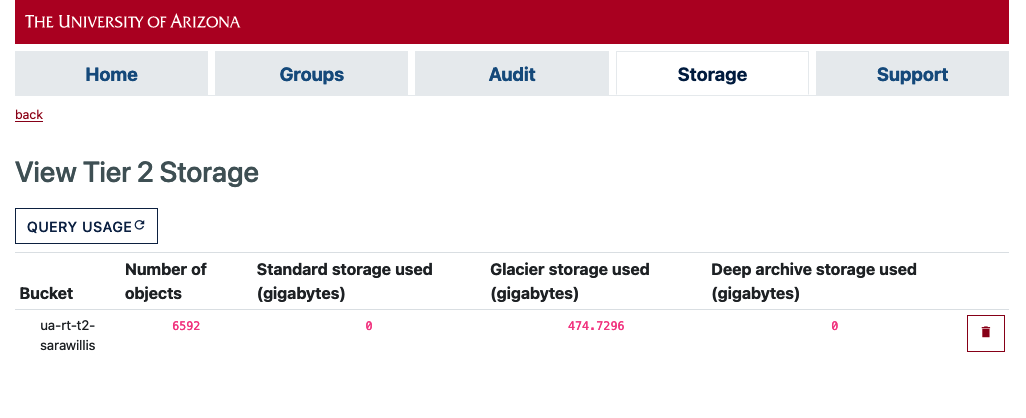 THE UNIVERSITY OF ARIZONA
Home Groups Audit Storage Support
back
View Tier 2 Storage
QUERY USAGE
Bucket Number of objects Standard storage used (gigabytes) Glacier storage used (gigabytes) Deep archive storage used (gigabytes)
ua-rt-t2-sarawillis 6592 0 474.7296 0